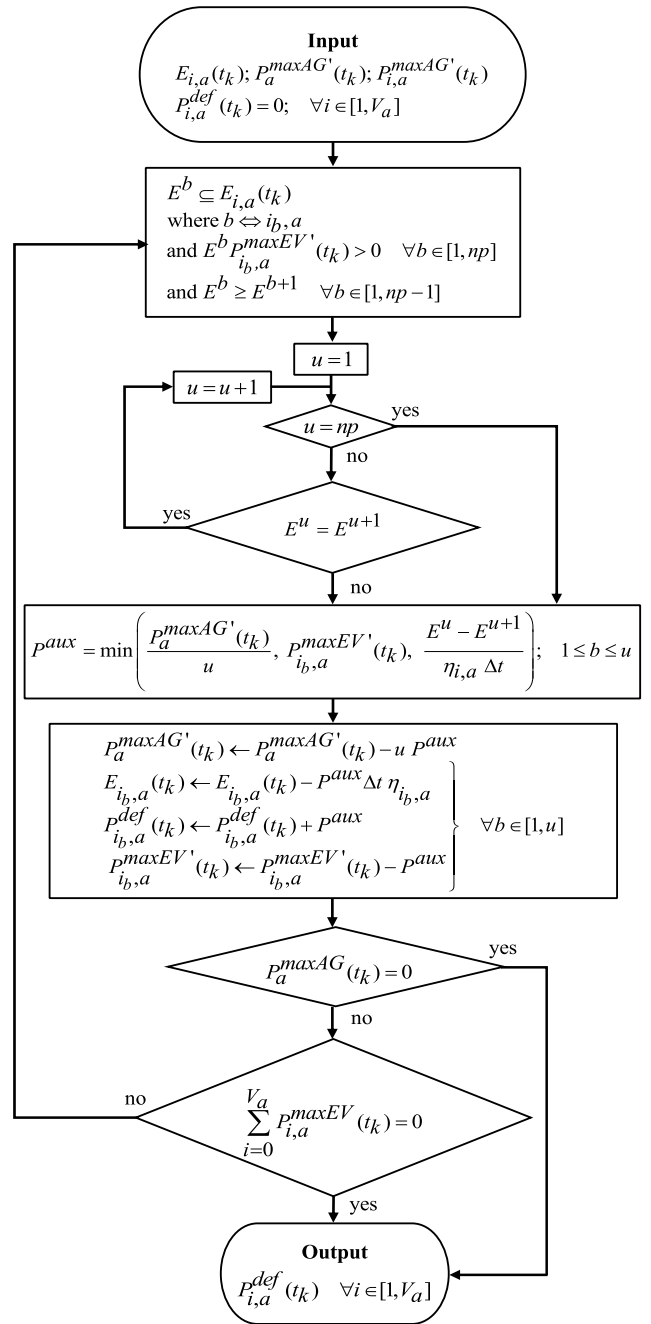 Input
E_{i,a}(t_k); P_a^{maxAG'}(t_k); P_{i,a}^{maxAG'}(t_k)
P_{i,a}^{def}(t_k) = 0; ∀i∈[1,V_a]
E^b ⊆ E_{i,a}(t_k)
where b ⇔ i_b,a
and E^b P_{i_b,a}^{maxEV'}(t_k) > 0 ∀b∈[1,np]
and E^b ≥ E^{b+1} ∀b∈[1,np−1]
u = 1
u = u+1
yes
u = np
no
yes
E^u = E^{u+1}
no
P^{aux} = min( P_a^{maxAG'}(t_k) / u , P_{i_b,a}^{maxEV'}(t_k), (E^u − E^{u+1}) / (η_{i,a} Δt) ); 1 ≤ b ≤ u
P_a^{maxAG'}(t_k) ← P_a^{maxAG'}(t_k) − u P^{aux}
E_{i_b,a}(t_k) ← E_{i_b,a}(t_k) − P^{aux} Δt η_{i_b,a}
P_{i_b,a}^{def}(t_k) ← P_{i_b,a}^{def}(t_k) + P^{aux} } ∀b∈[1,u]
P_{i_b,a}^{maxEV'}(t_k) ← P_{i_b,a}^{maxEV'}(t_k) − P^{aux}
yes
P_a^{maxAG}(t_k) = 0
no
no
∑_{i=0}^{V_a} P_{i,a}^{maxEV}(t_k) = 0
yes
Output
P_{i,a}^{def}(t_k) ∀i∈[1,V_a]